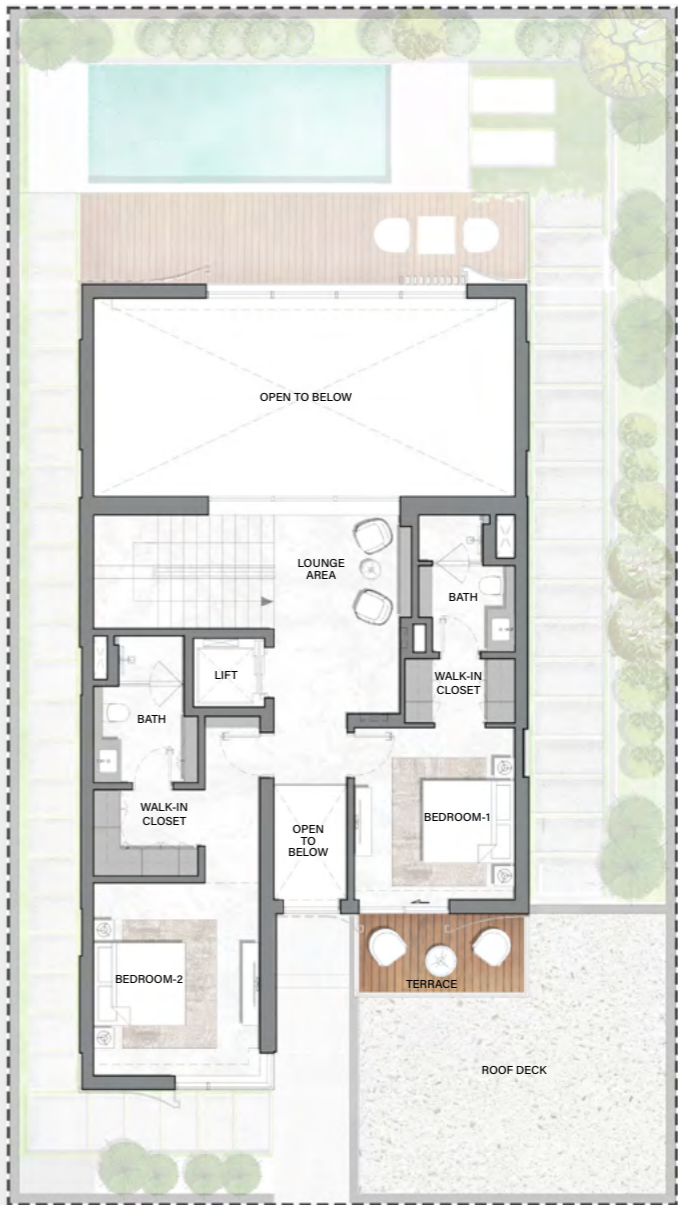 OPEN TO BELOW
LOUNGE
AREA
BATH
LIFT
WALK-IN
CLOSET
BATH
WALK-IN
CLOSET
OPEN
TO
BELOW
BEDROOM-1
BEDROOM-2
TERRACE
ROOF DECK